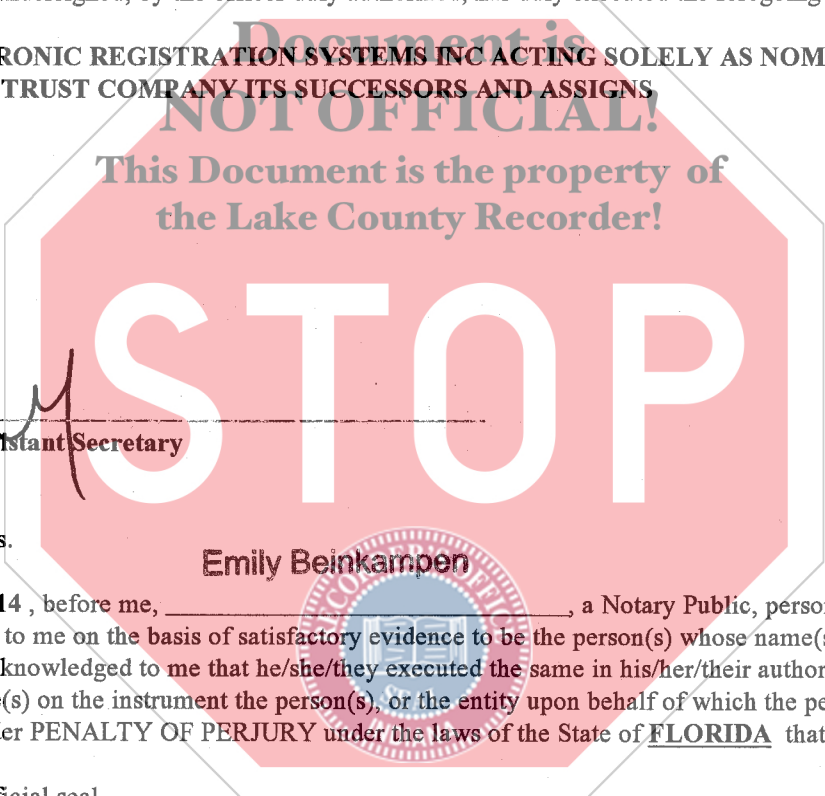 Document is
RONIC REGISTRATION SYSTEMS INC ACTING SOLELY AS NOM
TRUST COMPANY ITS SUCCESSORS AND ASSIGNS
NOT OFFICIAL!
This Document is the property of
the Lake County Recorder!
STOP
istant Secretary
s.
Emily Beinkampen
14 , before me, ____________________, a Notary Public, perso
to me on the basis of satisfactory evidence to be the person(s) whose name(s
knowledged to me that he/she/they executed the same in his/her/their author
(s) on the instrument the person(s), or the entity upon behalf of which the pe
er PENALTY OF PERJURY under the laws of the State of FLORIDA that